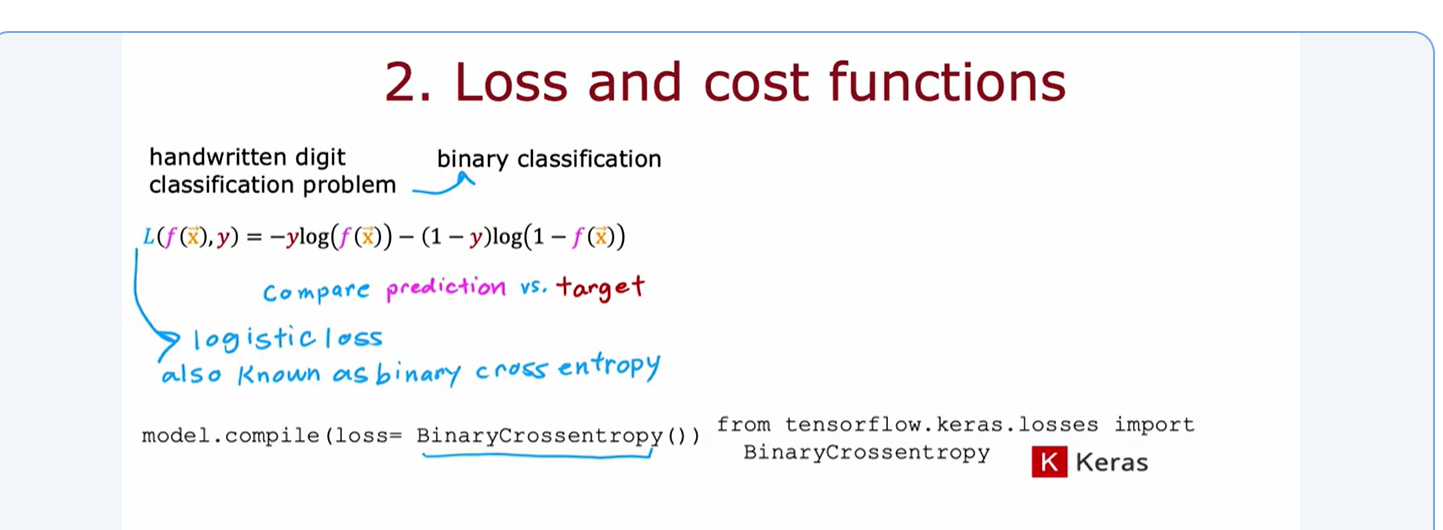 2. Loss and cost functions
handwritten digit
classification problem
binary classification
L(f(x⃗), y) = −ylog(f(x⃗)) − (1 − y)log(1 − f(x⃗))
Compare prediction vs. target
logistic loss
also Known as binary cross entropy
model.compile(loss= BinaryCrossentropy())
from tensorflow.keras.losses import
BinaryCrossentropy
K Keras